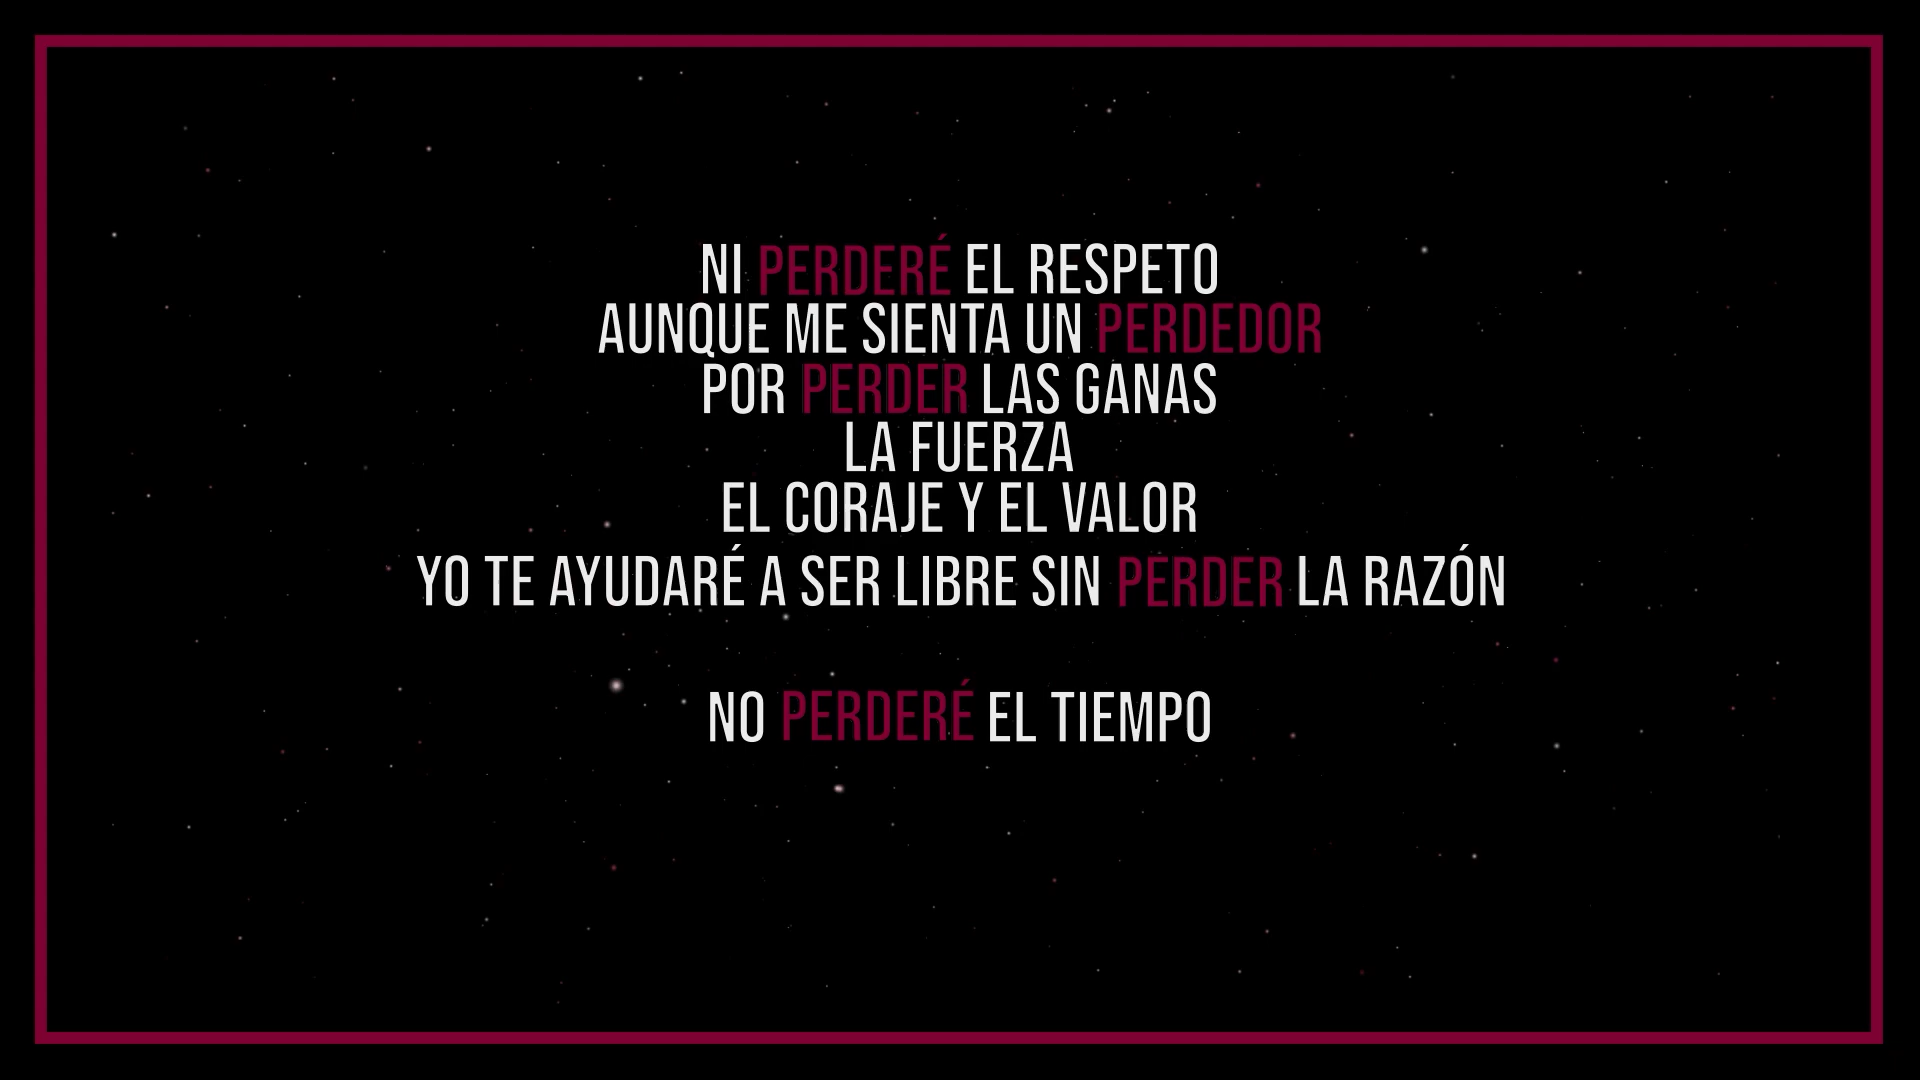 NI PERDERÉ EL RESPETO
AUNQUE ME SIENTA UN PERDEDOR
POR PERDER LAS GANAS
LA FUERZA
EL CORAJE Y EL VALOR
YO TE AYUDARÉ A SER LIBRE SIN PERDER LA RAZÓN
NO PERDERÉ EL TIEMPO